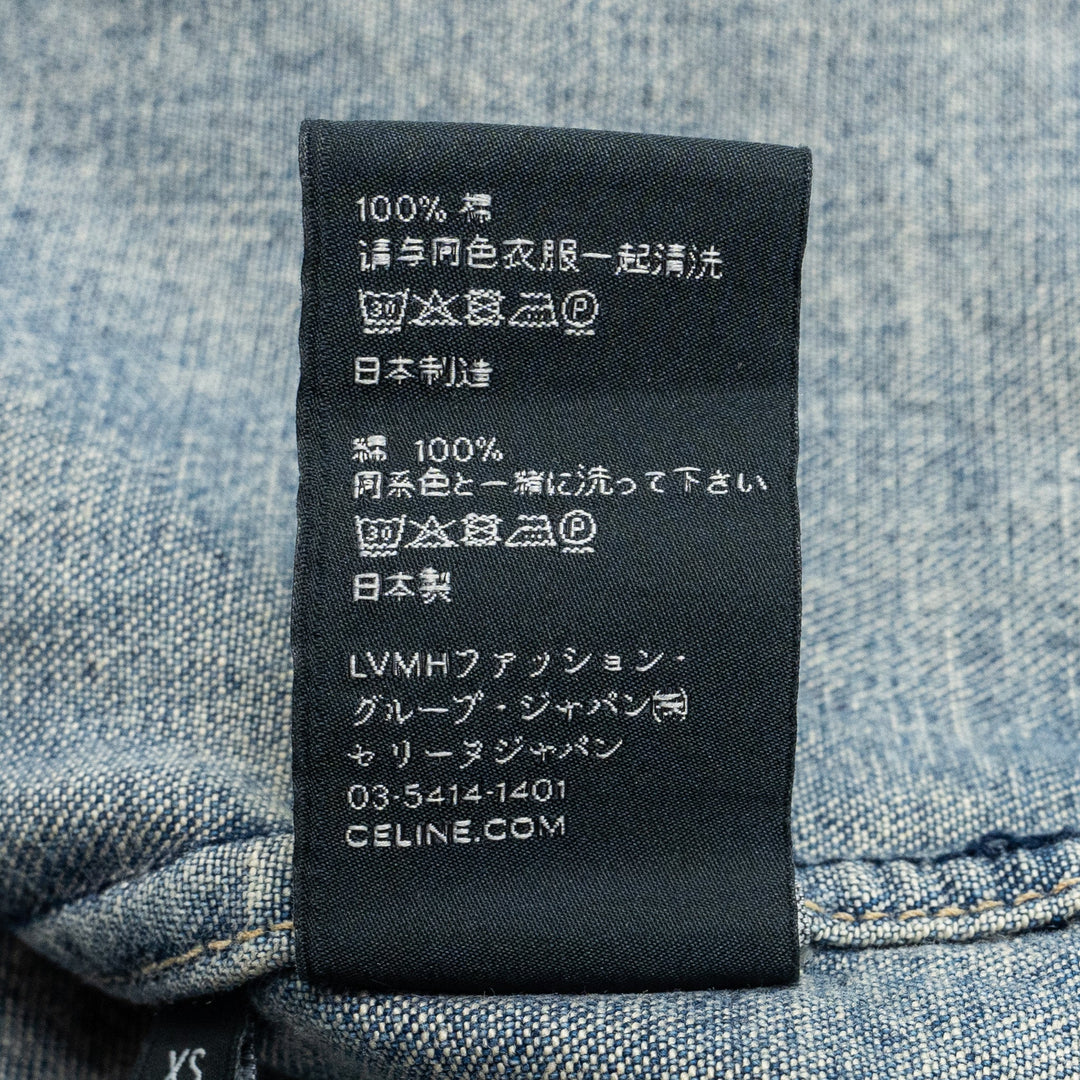 100% 棉
请与同色衣服一起清洗
30 P
日本制造
綿 100%
同系色と一緒に洗って下さい
30 P
日本製
LVMHファッション・
グループ・ジャパン㈱
セリーヌジャパン
03-5414-1401
CELINE.COM
XS